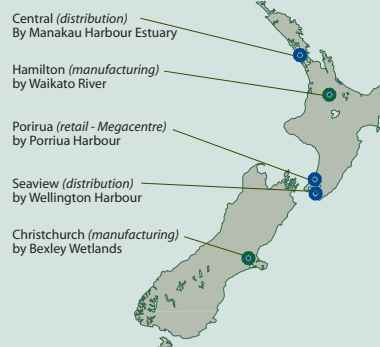 Central (distribution)
By Manakau Harbour Estuary
Hamilton (manufacturing)
by Waikato River
Porirua (retail - Megacentre)
by Porriua Harbour
Seaview (distribution)
by Wellington Harbour
Christchurch (manufacturing)
by Bexley Wetlands